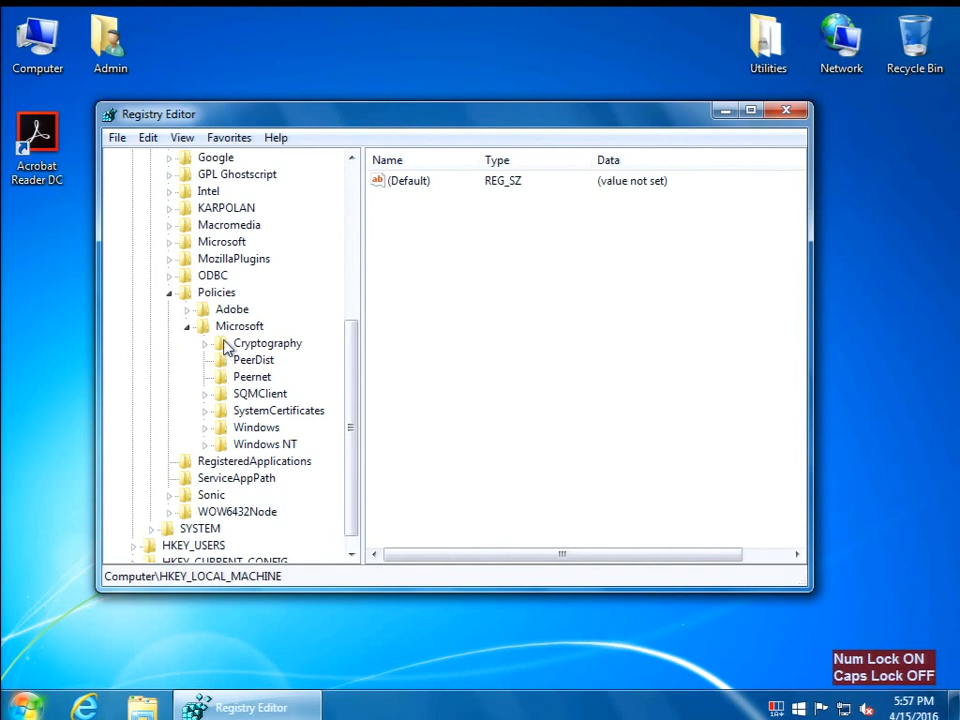 Computer
Admin
Utilities
Network
Recycle Bin
Acrobat
Reader DC
Registry Editor
File Edit View Favorites Help
Name Type Data
ab (Default) REG_SZ (value not set)
Google
GPL Ghostscript
Intel
KARPOLAN
Macromedia
Microsoft
MozillaPlugins
ODBC
Policies
Adobe
Microsoft
Cryptography
PeerDist
Peernet
SQMClient
SystemCertificates
Windows
Windows NT
RegisteredApplications
ServiceAppPath
Sonic
WOW6432Node
SYSTEM
HKEY_USERS
HKEY_CURRENT_CONFIG
Computer\HKEY_LOCAL_MACHINE
Num Lock ON
Caps Lock OFF
Registry Editor
5:57 PM
4/15/2016